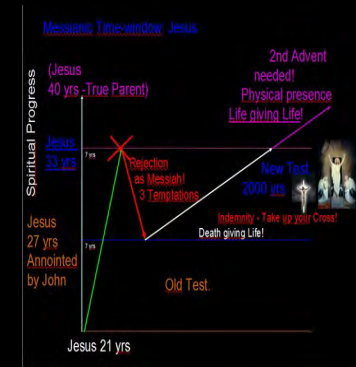 Messianic Time-window: Jesus
2nd Advent
needed!
Physical presence
Life giving Life!
(Jesus
40 yrs -True Parent)
Spiritual Progress
Jesus
33 yrs
7 yrs
Rejection
as Messiah!
3 Temptations
New Test.
2000 yrs
Indemnity - Take up your Cross!
Death giving Life!
Jesus
27 yrs
Annointed
by John
7 yrs
Old Test.
Jesus 21 yrs